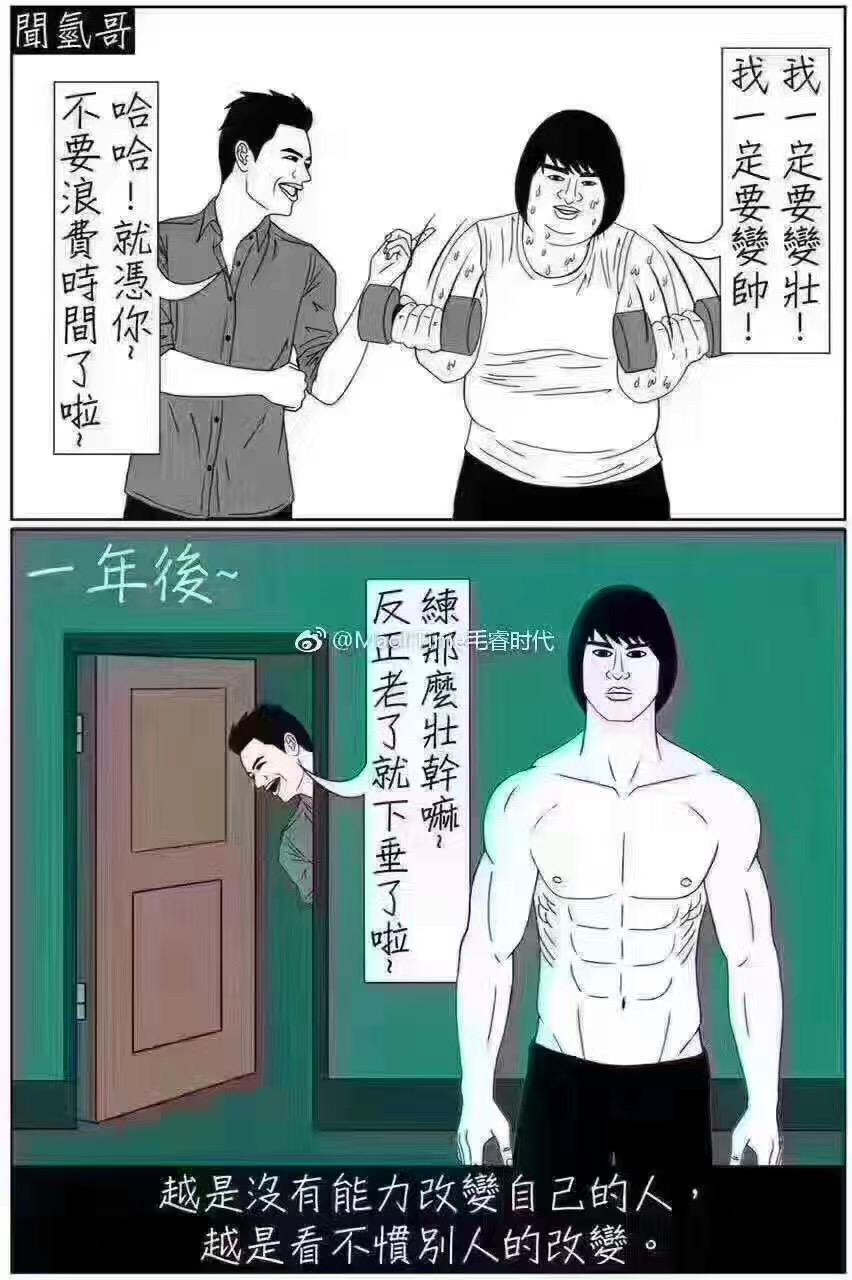 聞氫哥
我一定要變壯！
我一定要變帥！
哈哈！就憑你~
不要浪費時間了啦~
一年後~
練那麼壯幹嘛~
反正老了就下垂了啦~
越是沒有能力改變自己的人，
越是看不慣別人的改變。